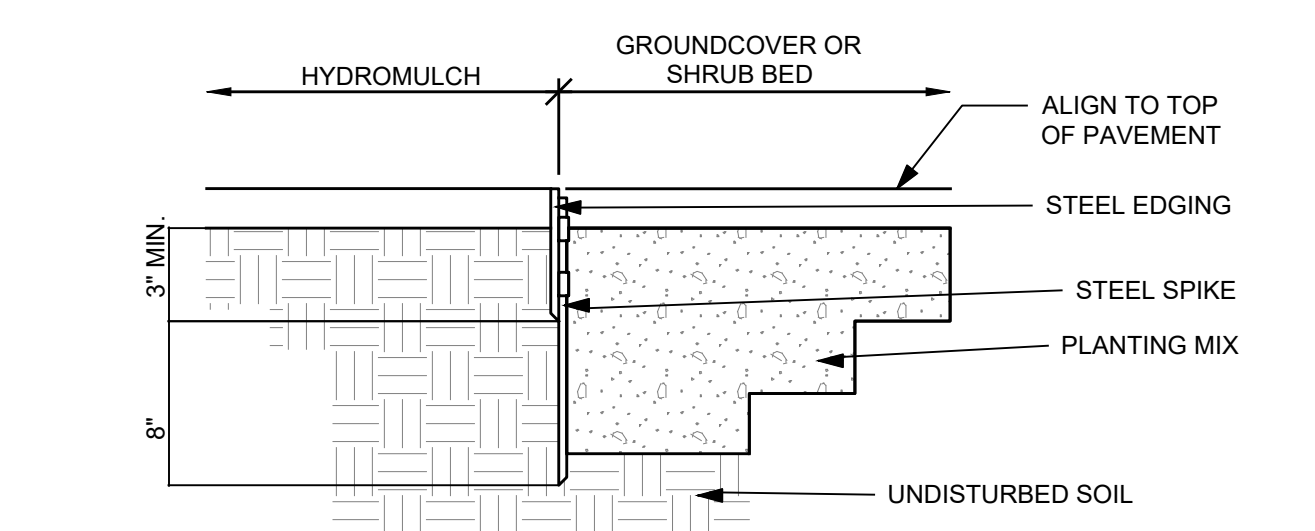 HYDROMULCH
GROUNDCOVER OR
SHRUB BED
ALIGN TO TOP
OF PAVEMENT
STEEL EDGING
3" MIN.
STEEL SPIKE
PLANTING MIX
8"
UNDISTURBED SOIL